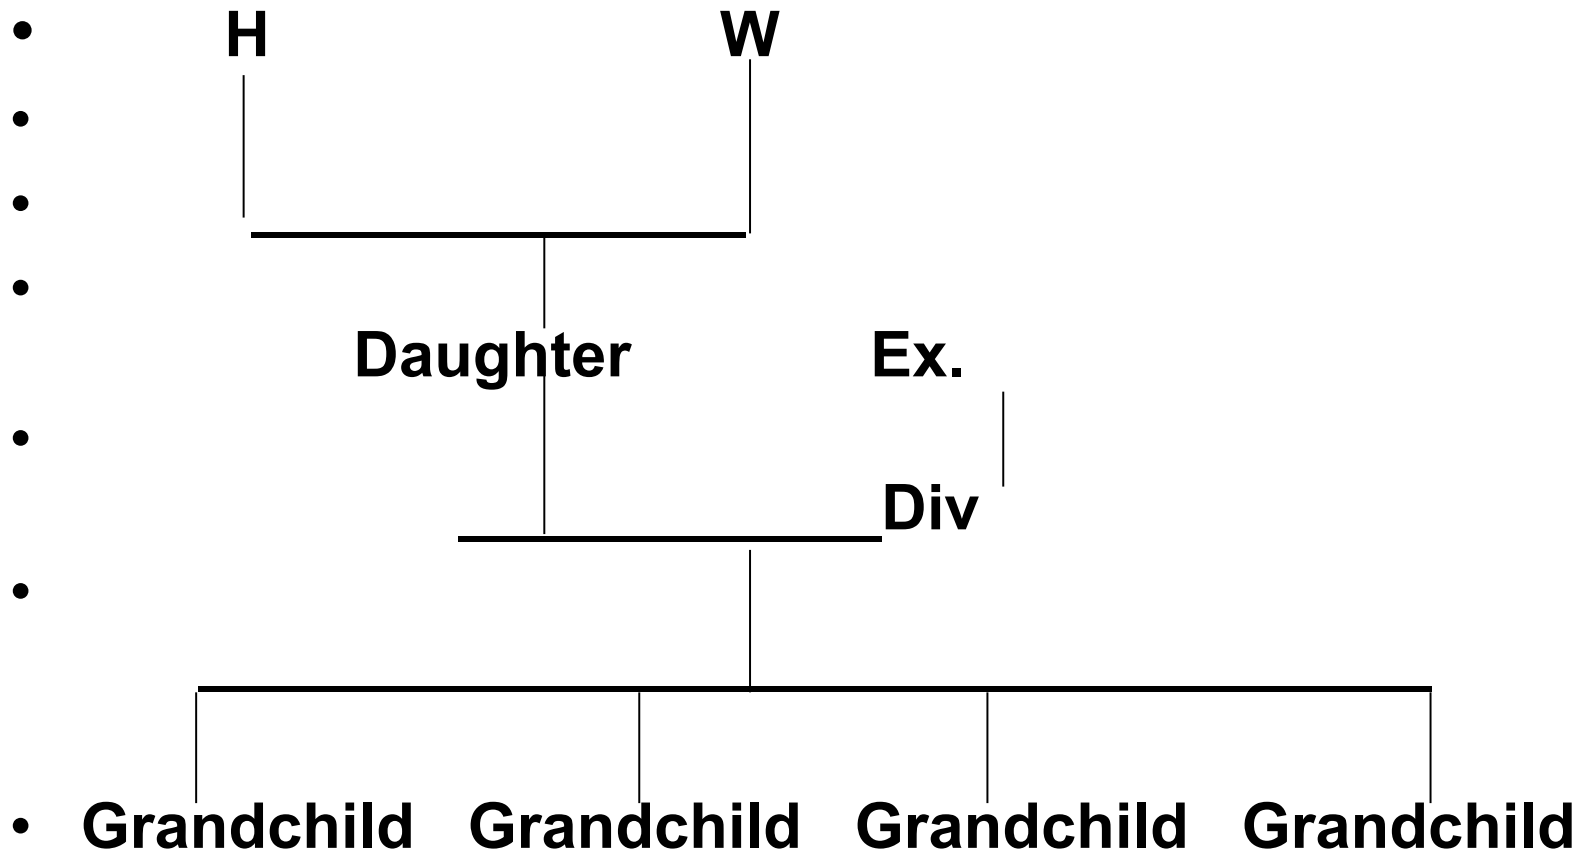 • H W
•
•
•
Daughter Ex.
•
Div
•
• Grandchild Grandchild Grandchild Grandchild